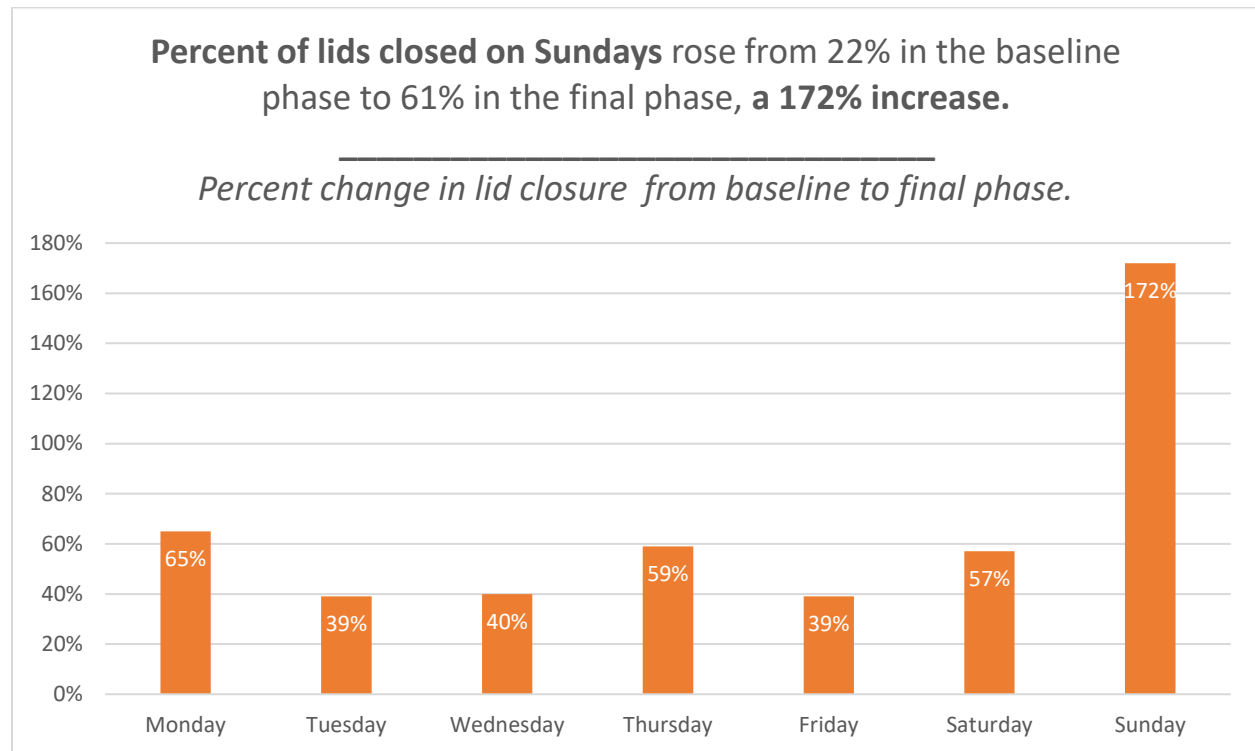 Percent of lids closed on Sundays rose from 22% in the baseline
phase to 61% in the final phase, a 172% increase.
________________________________
Percent change in lid closure  from baseline to final phase.
180%
160%
140%
120%
100%
80%
60%
40%
20%
0%
65%
39%
40%
59%
39%
57%
172%
Monday
Tuesday
Wednesday
Thursday
Friday
Saturday
Sunday